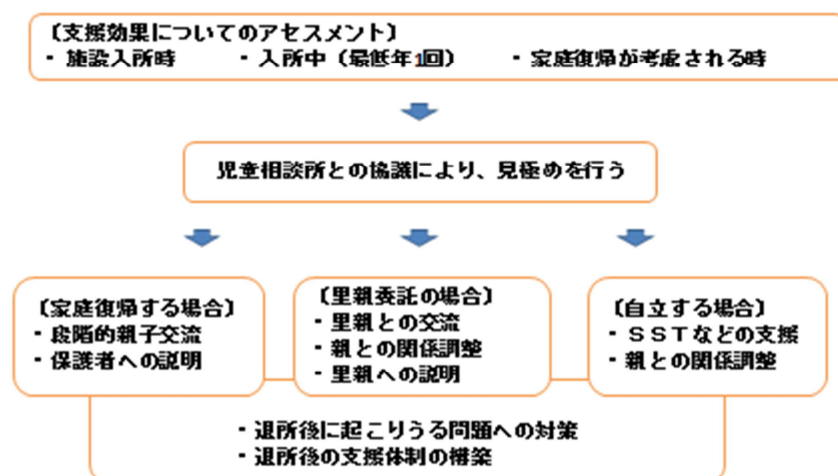 〔支援効果についてのアセスメント〕
・施設入所時　・入所中（最低年1回）　・家庭復帰が考慮される時
児童相談所との協議により、見極めを行う
〔家庭復帰する場合〕
・段階的親子交流
・保護者への説明
〔里親委託の場合〕
・里親との交流
・親との関係調整
・里親への説明
〔自立する場合〕
・ＳＳＴなどの支援
・親との関係調整
・退所後に起こりうる問題への対策
・退所後の支援体制の構築